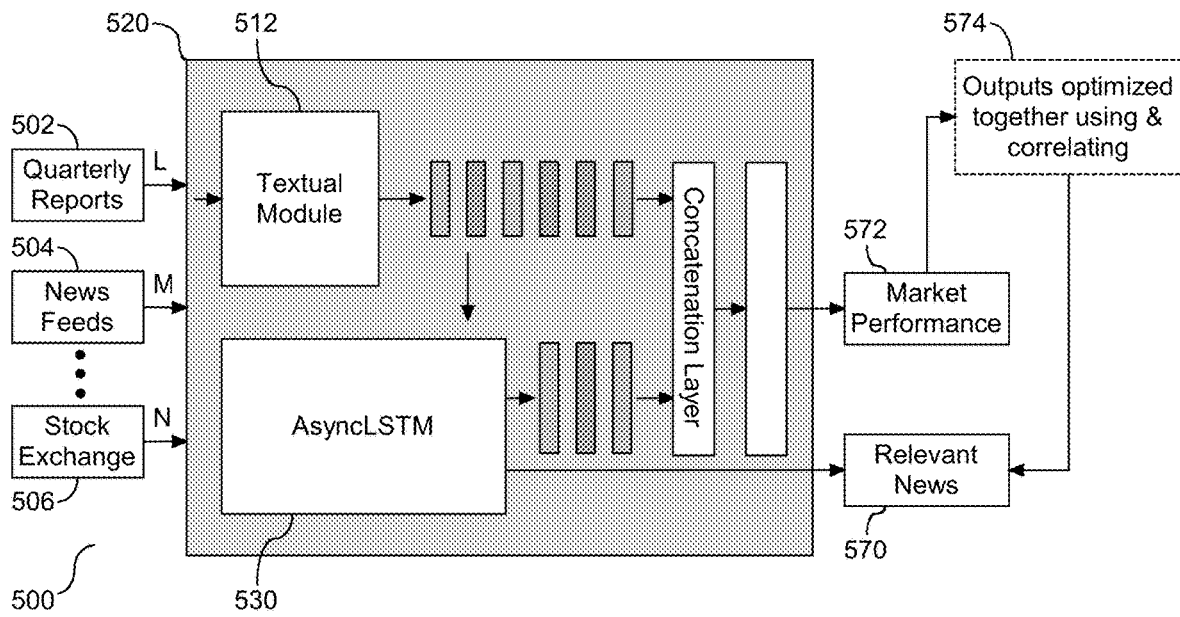 520
512
574
502
Quarterly
Reports
L
Textual
Module
Outputs optimized
together using &
correlating
504
News
Feeds
M
Concatenation Layer
572
Market
Performance
Stock
Exchange
N
506
AsyncLSTM
Relevant
News
570
500
530